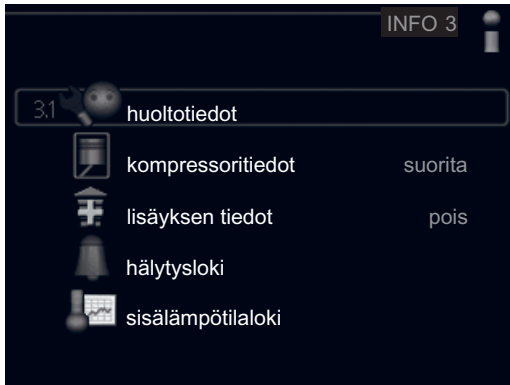 INFO 3
3.1 huoltotiedot
kompressoritiedot suorita
lisäyksen tiedot pois
hälytysloki
sisälämpötilaloki